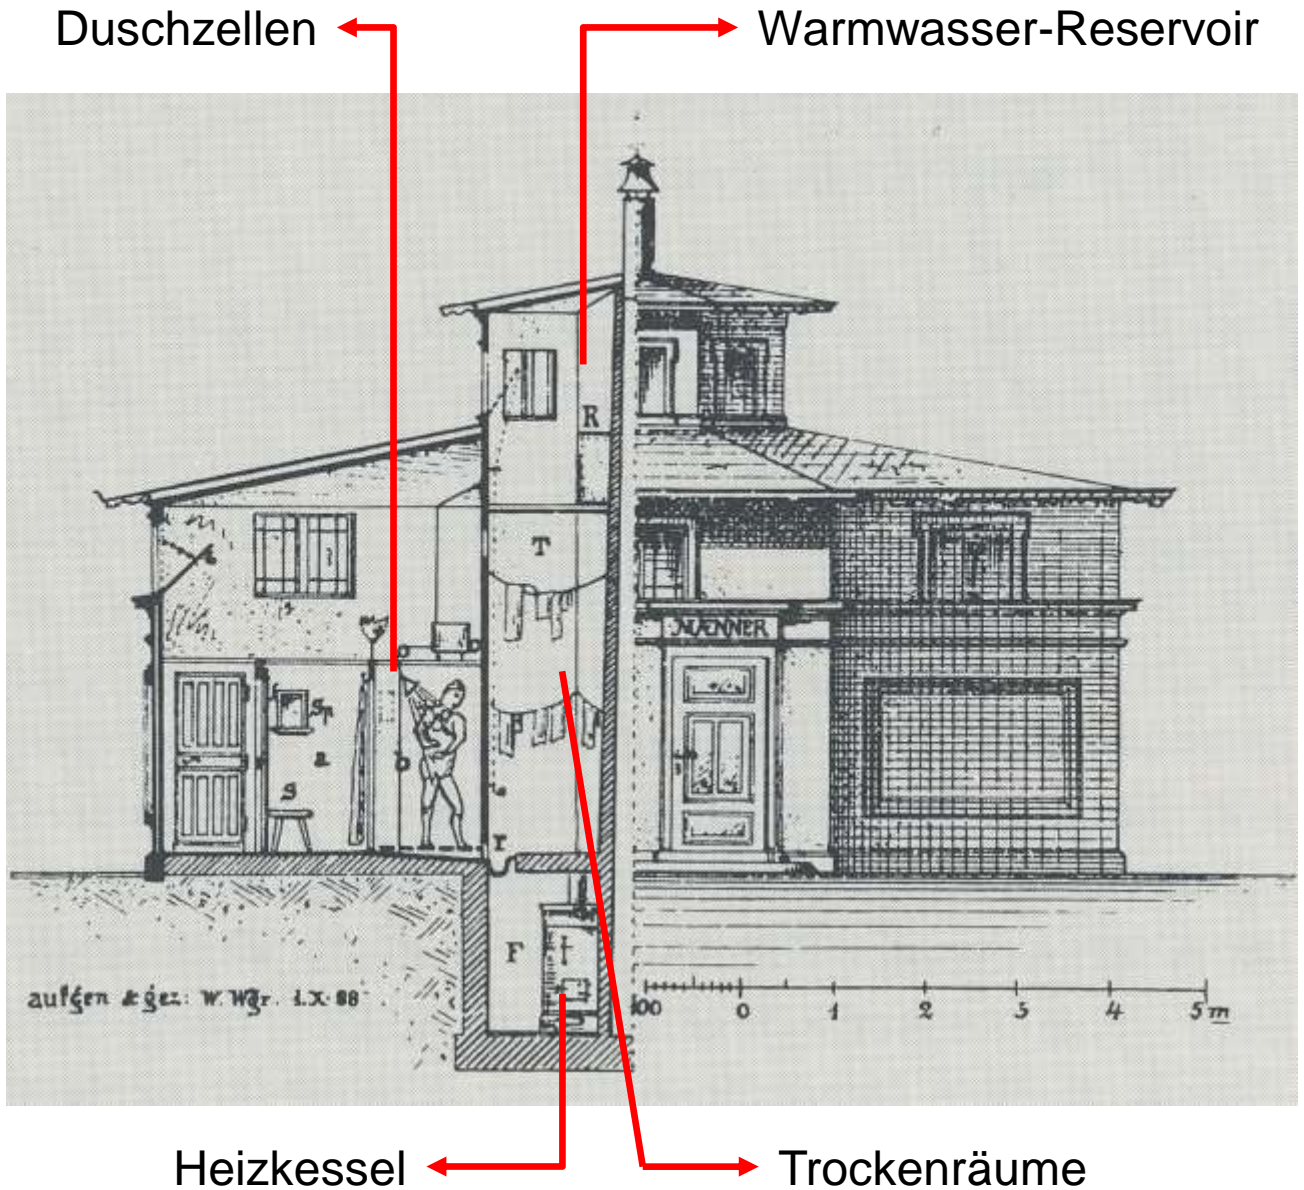 Duschzellen
Warmwasser-Reservoir
R
T
MÆNNER
Sp
a
b
S
r
F
aufgen & gez: W. Wgr. 1.X.88
100 0 1 2 3 4 5 m
Heizkessel
Trockenräume